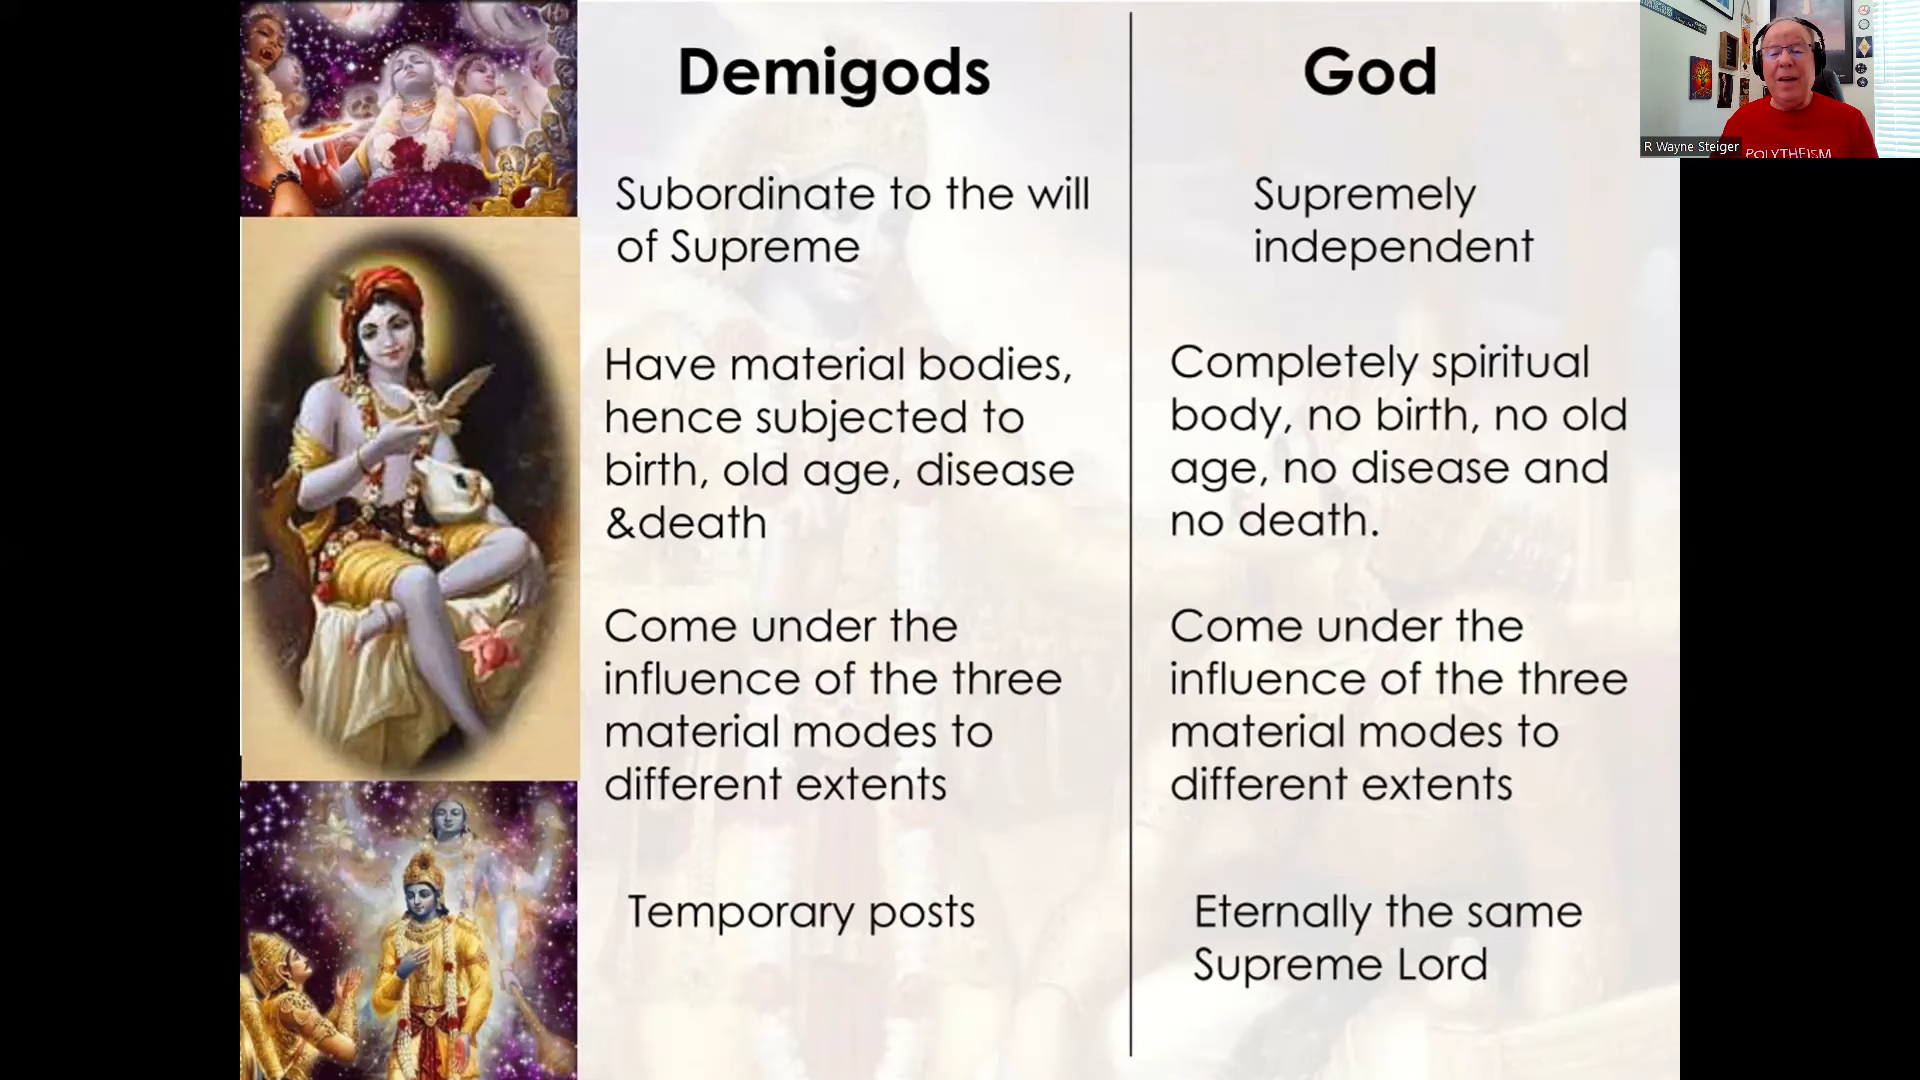 Demigods
Subordinate to the will
of Supreme
Have material bodies,
hence subjected to
birth, old age, disease
&death
Come under the
influence of the three
material modes to
different extents
Temporary posts
God
Supremely
independent
Completely spiritual
body, no birth, no old
age, no disease and
no death.
Come under the
influence of the three
material modes to
different extents
Eternally the same
Supreme Lord
R Wayne Steiger
POLYTHEISM